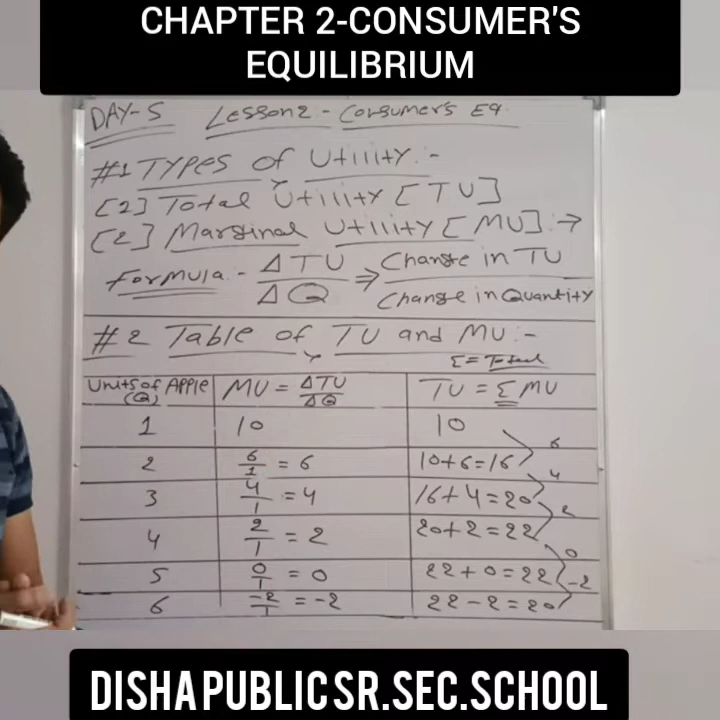 CHAPTER 2-CONSUMER'S
EQUILIBRIUM
DAY-5 Lesson 2 - Consumer's Eq.
#1 TYPES of Utility :-
[2] Total Utility [TU]
[2] Marginal Utility [MU] :→
Formula :- ΔTU/ΔQ ⇒ Change in TU/Change in Quantity
#2 Table of TU and MU :-
Σ = Total
Units of APPLE (Q) MU = ΔTU/ΔQ TU = Σ MU
1 10 10
6
2 6/1 = 6 10+6=16
4
3 4/1 = 4 16+4=20
2
4 2/1 = 2 20+2=22
0
5 0/1 = 0 22+0=22
-2
6 -2/1 = -2 22-2=20
DISHA PUBLIC SR.SEC.SCHOOL